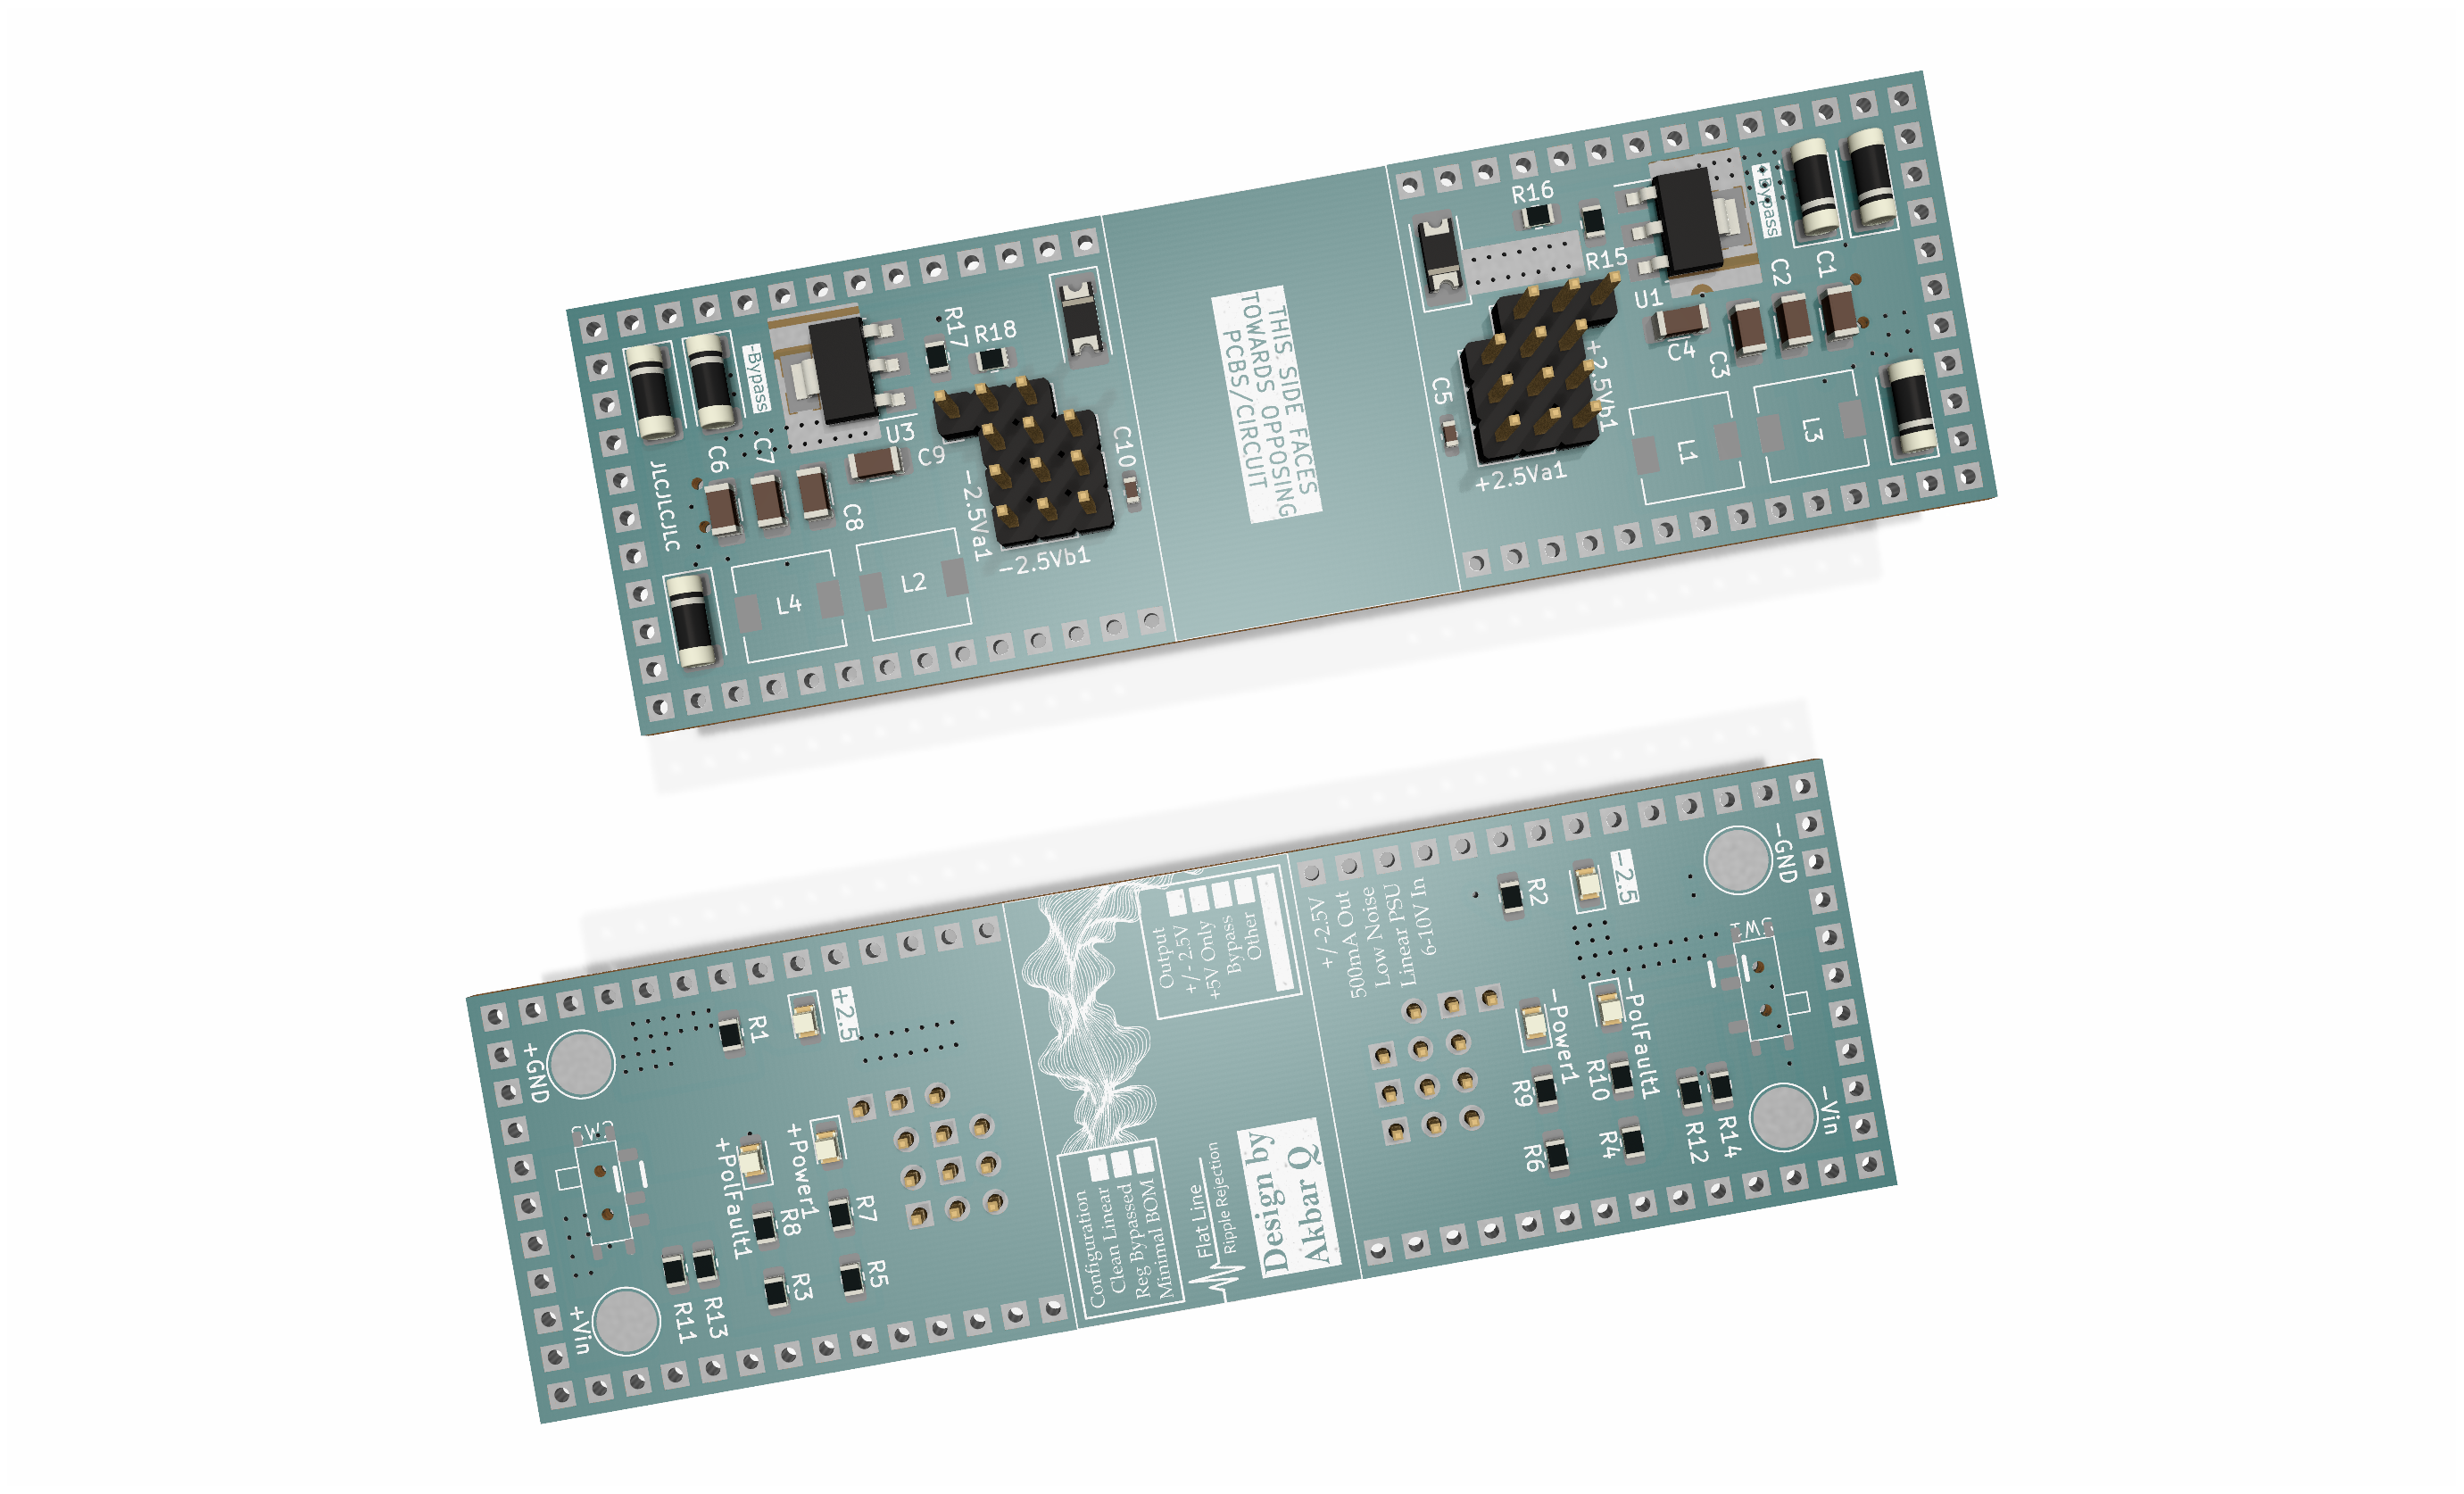 R17
R18
-Bypass
U3
C6
C7
C9
C10
JLCJLCJLC
C8
-2.5Va1
-2.5Vb1
L4
L2
THIS SIDE FACES
TOWARDS OPPOSING
PCBS/CIRCUIT
R16
R15
+Bypass
U1
C1
C2
C4
C3
C5
+2.5Vb1
+2.5Va1
L1
L3
+GND
R1
+2.5
+PolFault1
+Power1
R8
R7
R3
R5
R11
R13
+Vin
Output
+/-2.5V
+5V Only
Bypass
Other
Configuration
Clean Linear
Reg Bypassed
Minimal BOM
Flat Line
Ripple Rejection
Design by
Akbar Q
+/-2.5V
500mA Out
Low Noise
Linear PSU
6-10V In
R2
-2.5
-GND
-Power1
-PolFault1
R9
R10
R6
R4
R12
R14
-Vin